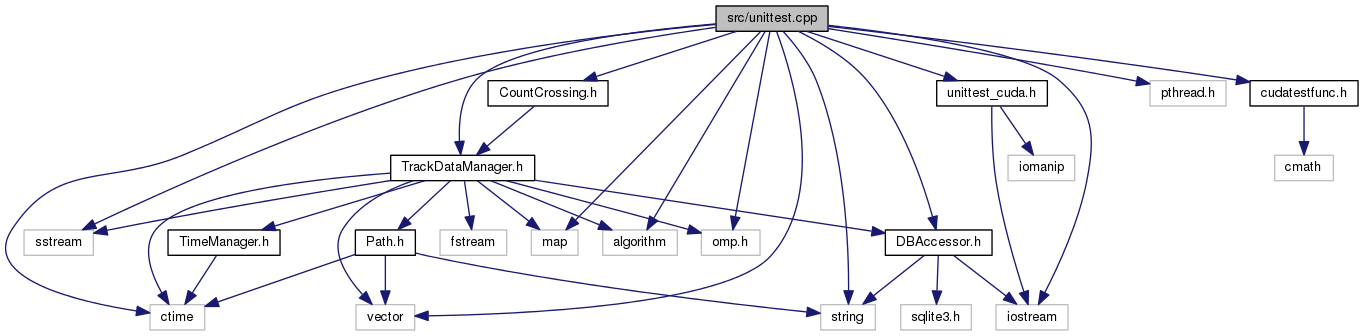 src/unittest.cpp
CountCrossing.h
unittest_cuda.h
pthread.h
cudatestfunc.h
TrackDataManager.h
iomanip
cmath
sstream
TimeManager.h
Path.h
fstream
map
algorithm
omp.h
DBAccessor.h
ctime
vector
string
sqlite3.h
iostream